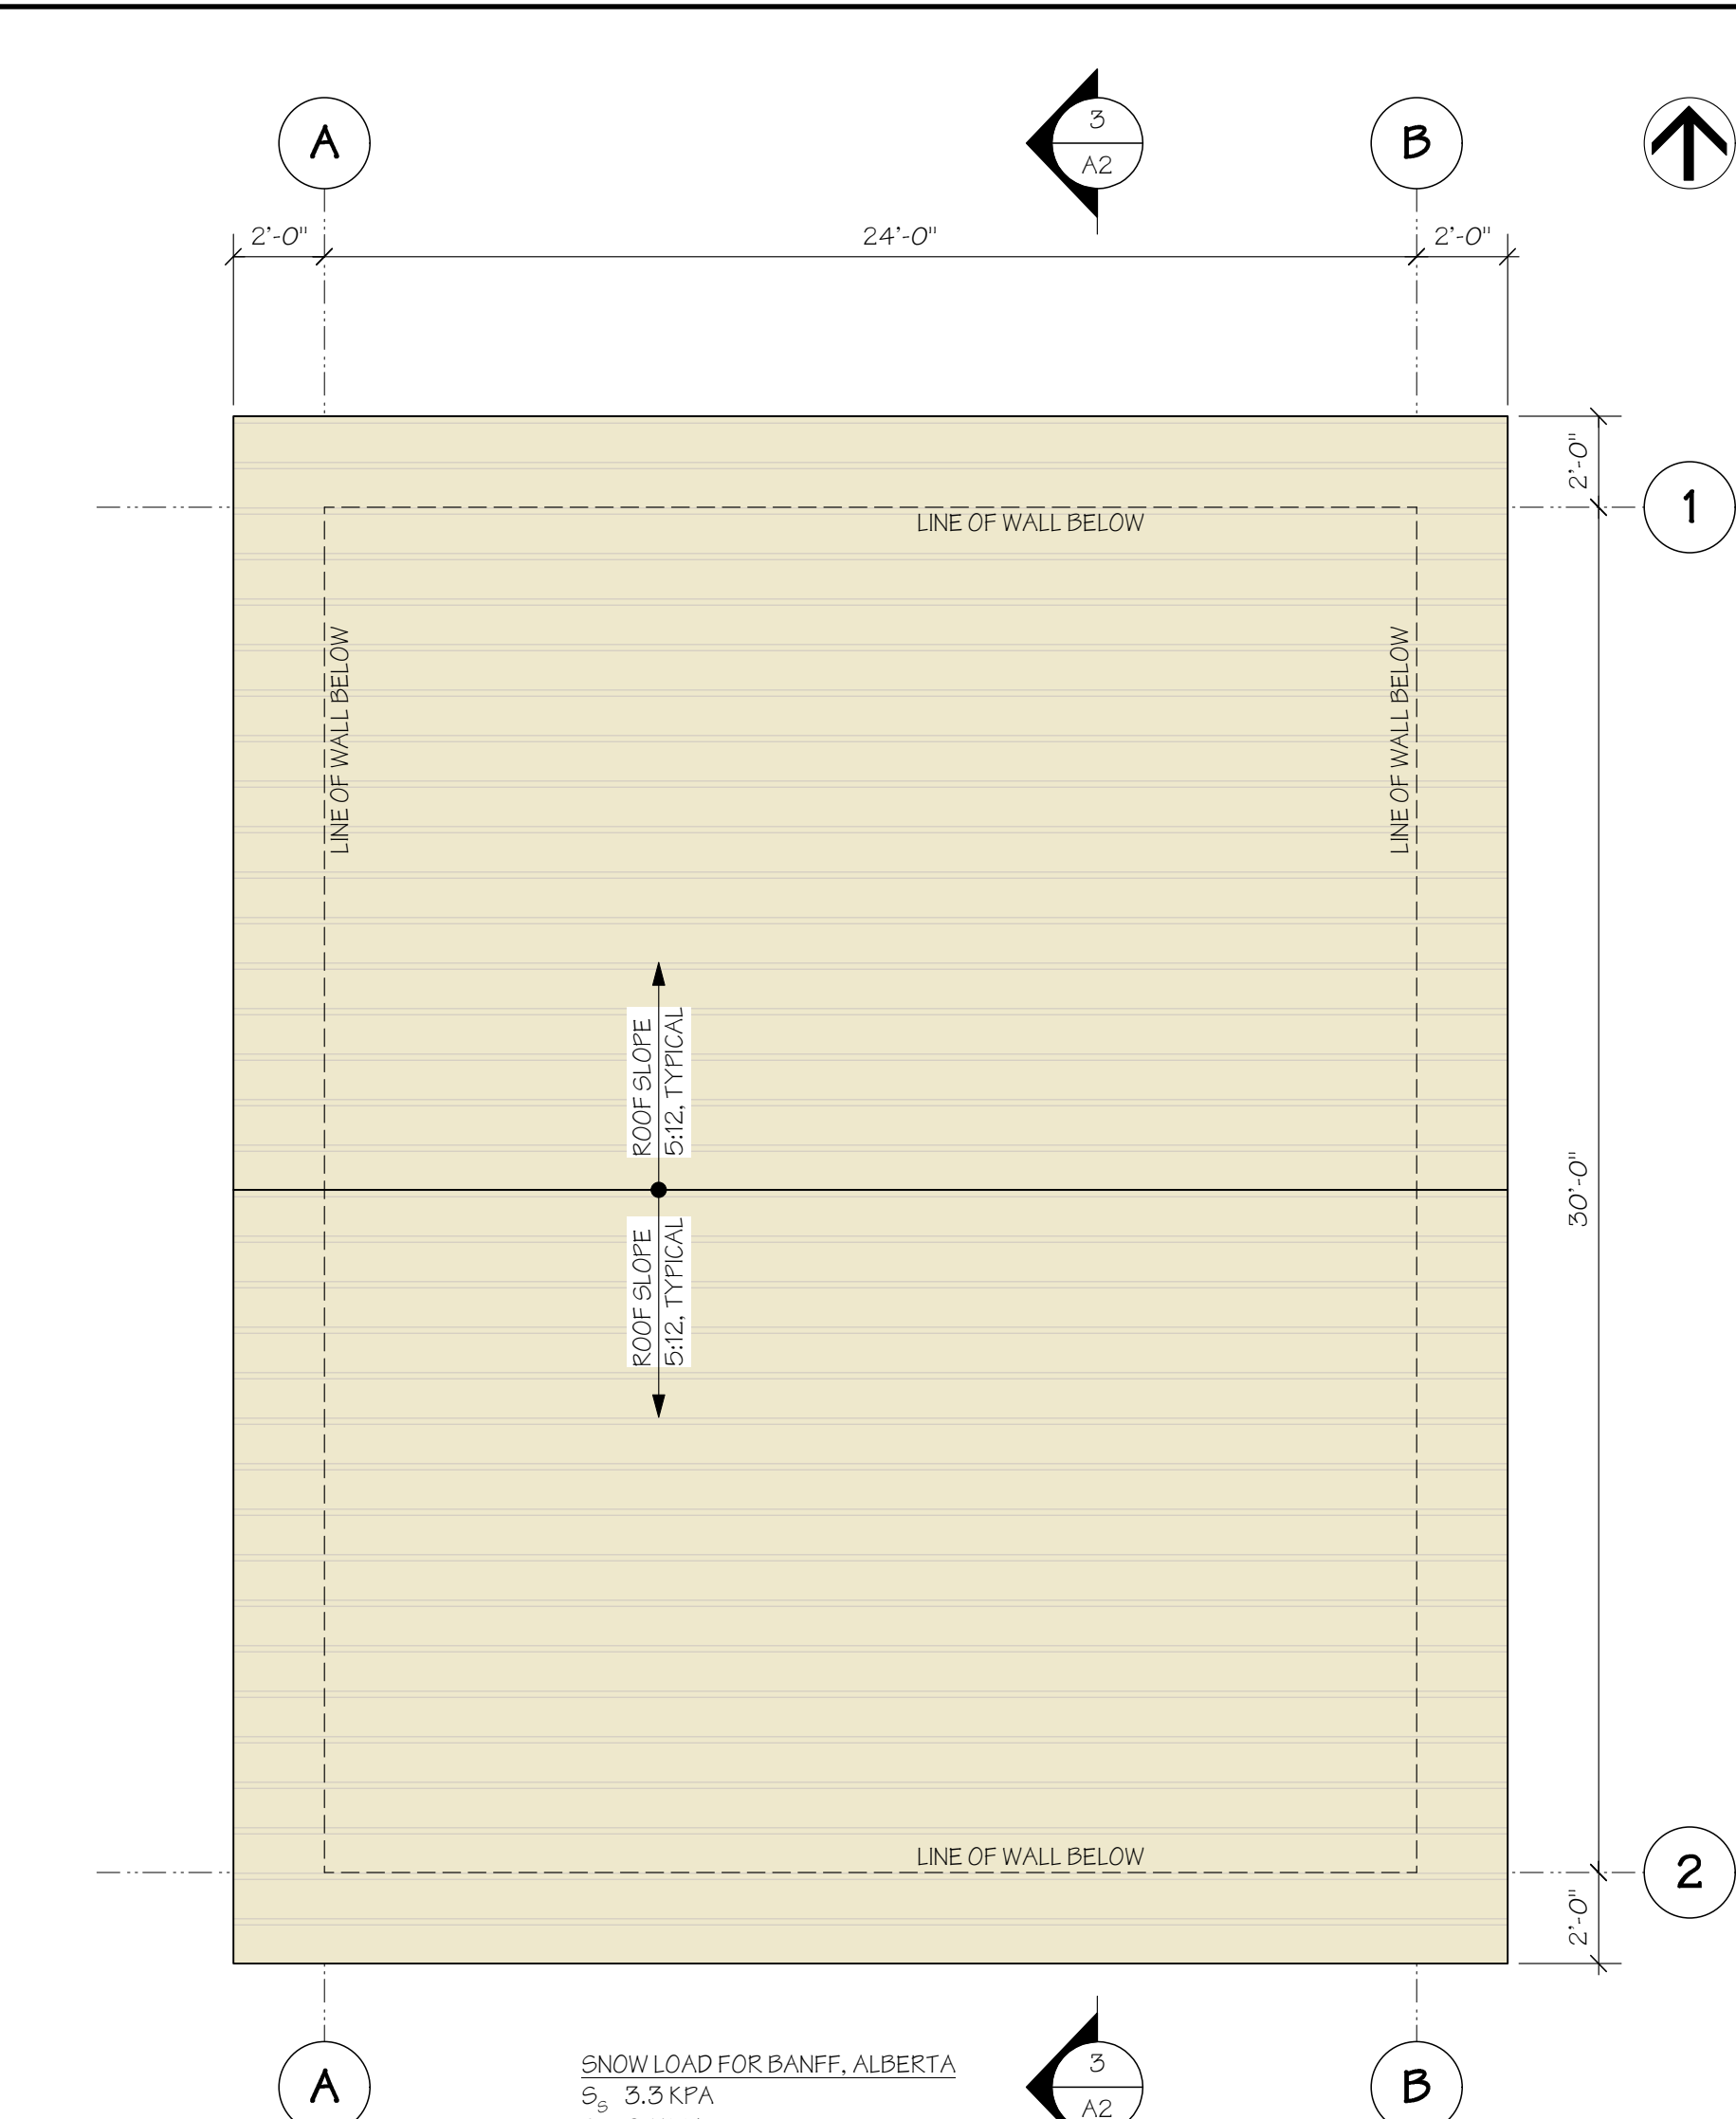 A
3
A2
B
2'-0"
24'-0"
2'-0"
2'-0"
1
LINE OF WALL BELOW
LINE OF WALL BELOW
LINE OF WALL BELOW
ROOF SLOPE
5:12, TYPICAL
30'-0"
ROOF SLOPE
5:12, TYPICAL
LINE OF WALL BELOW
2
2'-0"
A
SNOW LOAD FOR BANFF, ALBERTA
Ss 3.3 KPA
3
A2
B